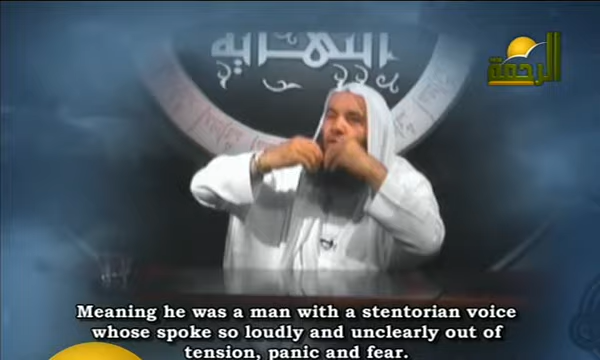 النهاية
الرحمة
Meaning he was a man with a stentorian voice
whose spoke so loudly and unclearly out of
tension, panic and fear.